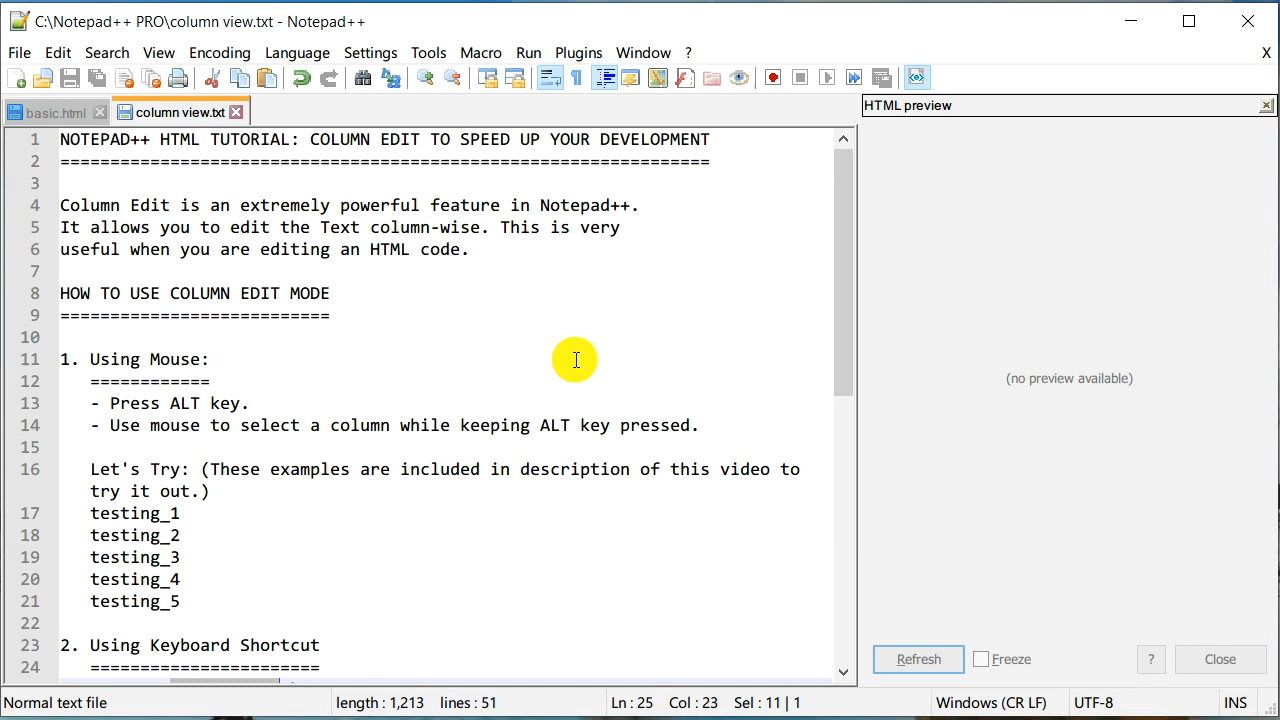 C:\Notepad++ PRO\column view.txt - Notepad++
File Edit Search View Encoding Language Settings Tools Macro Run Plugins Window ? X
basic.html column view.txt
HTML preview
1 NOTEPAD++ HTML TUTORIAL: COLUMN EDIT TO SPEED UP YOUR DEVELOPMENT
2 =================================================================
3
4 Column Edit is an extremely powerful feature in Notepad++.
5 It allows you to edit the Text column-wise. This is very
6 useful when you are editing an HTML code.
7
8 HOW TO USE COLUMN EDIT MODE
9 ===========================
10
11 1. Using Mouse:
12 ============
13 - Press ALT key.
14 - Use mouse to select a column while keeping ALT key pressed.
15
16 Let's Try: (These examples are included in description of this video to
try it out.)
17 testing_1
18 testing_2
19 testing_3
20 testing_4
21 testing_5
22
23 2. Using Keyboard Shortcut
24 =======================
(no preview available)
Refresh Freeze ? Close
Normal text file length : 1,213 lines : 51 Ln : 25 Col : 23 Sel : 11 | 1 Windows (CR LF) UTF-8 INS